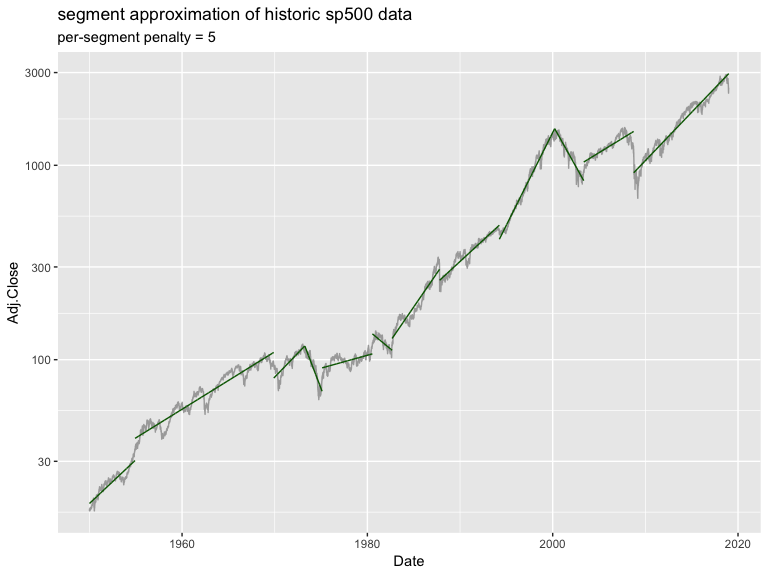 segment approximation of historic sp500 data
per-segment penalty = 5
3000
1000
300
100
30
Adj.Close
1960
1980
2000
2020
Date